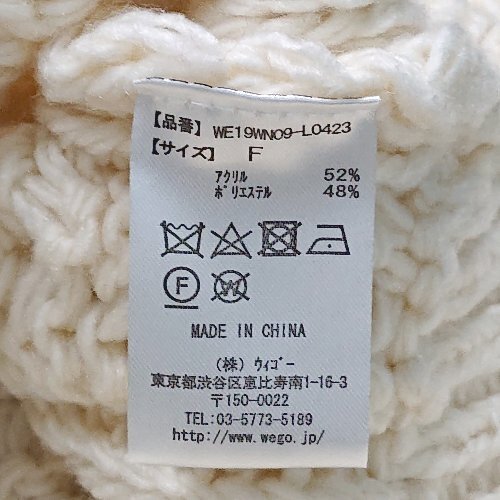 【品番】 WE19WN09-L0423
【サイズ】 F
アクリル 52%
ポリエステル 48%
F W
MADE IN CHINA
(株) ウィゴー
東京都渋谷区恵比寿南1-16-3
〒150-0022
TEL:03-5773-5189
http://www.wego.jp/